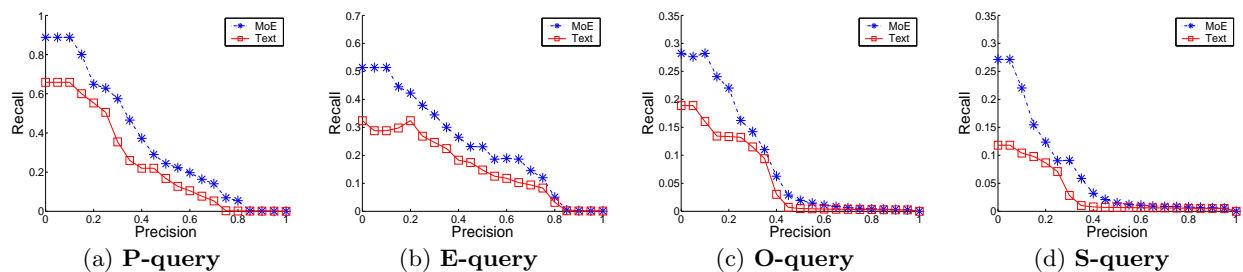 1
0.8
0.6
0.4
0.2
0
Recall
0 0.2 0.4 0.6 0.8 1
Precision
MoE
Text
(a) P-query
0.7
0.6
0.5
0.4
0.3
0.2
0.1
0
Recall
0 0.2 0.4 0.6 0.8 1
Precision
MoE
Text
(b) E-query
0.35
0.3
0.25
0.2
0.15
0.1
0.05
0
Recall
0 0.2 0.4 0.6 0.8 1
Precision
MoE
Text
(c) O-query
0.35
0.3
0.25
0.2
0.15
0.1
0.05
0
Recall
0 0.2 0.4 0.6 0.8 1
Precision
MoE
Text
(d) S-query